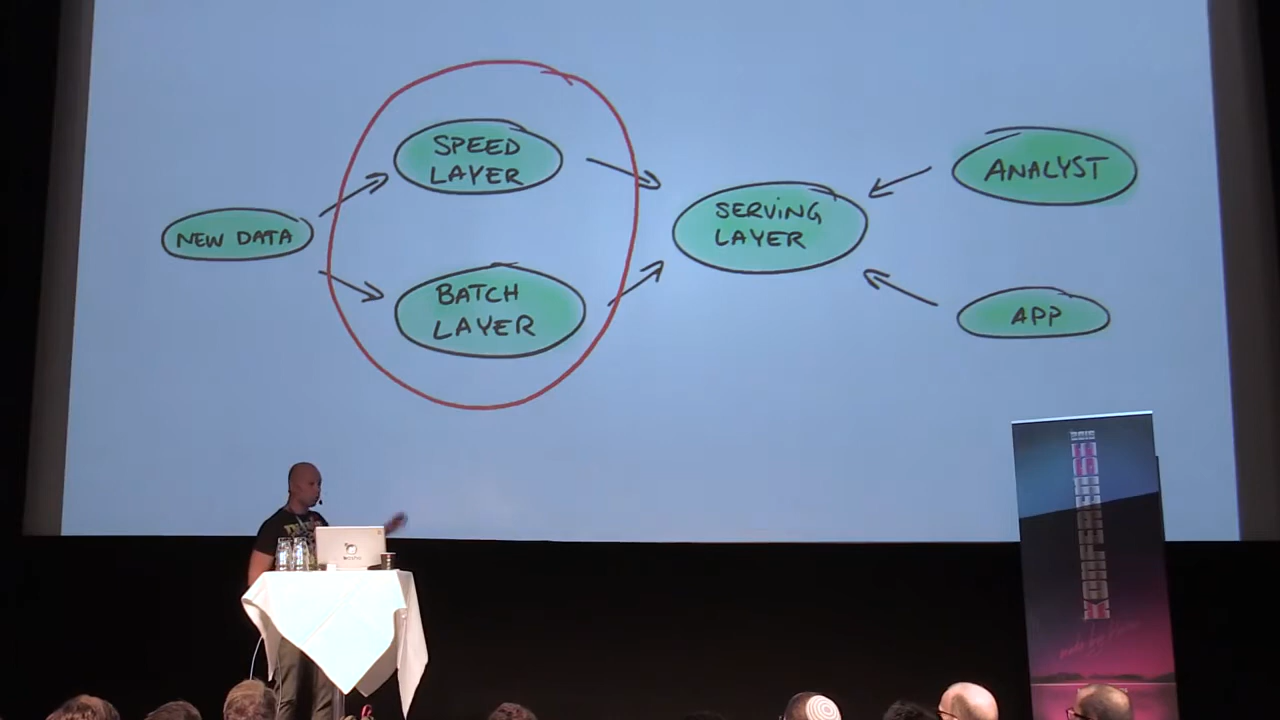 SPEED
LAYER
NEW DATA
BATCH
LAYER
SERVING
LAYER
ANALYST
APP